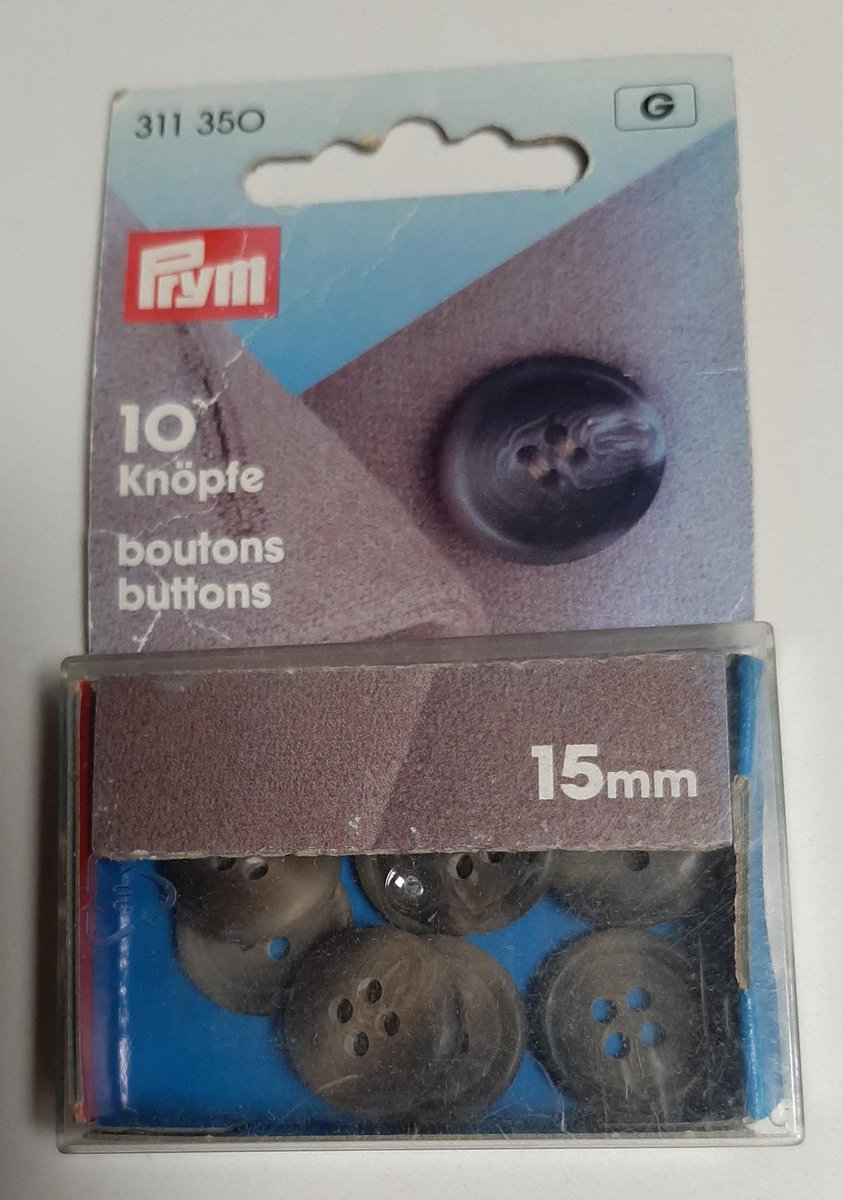 311 350
G
Prym
10
Knöpfe
boutons
buttons
15mm